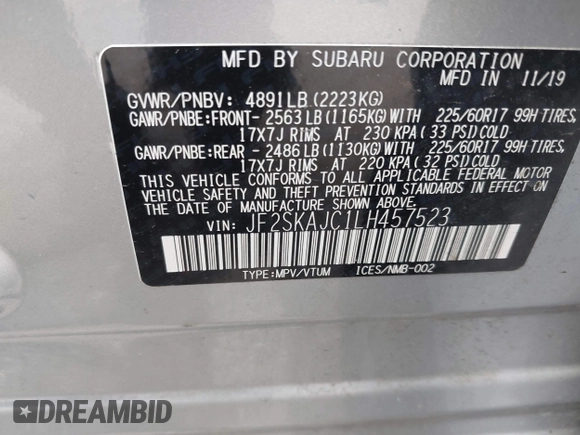 MFD BY SUBARU CORPORATION
MFD IN 11/19
GVWR/PNBV: 4891LB(2223KG)
GAWR/PNBE:FRONT- 2563LB(1165KG)WITH 225/60R17 99H TIRES,
17X7J RIMS AT 230 KPA(33 PSI)COLD
GAWR/PNBE:REAR -2486LB(1130KG)WITH 225/60R17 99H TIRES,
17X7J RIMS AT 220 KPA(32 PSI)COLD
THIS VEHICLE CONFORMS TO ALL APPLICABLE FEDERAL MOTOR
VEHICLE SAFETY AND THEFT PREVENTION STANDARDS IN EFFECT ON
THE DATE OF MANUFACTURE SHOWN ABOVE.
VIN: JF2SKAJC1LH457523
TYPE:MPV/VTUM ICES/NMB-002
DREAMBID